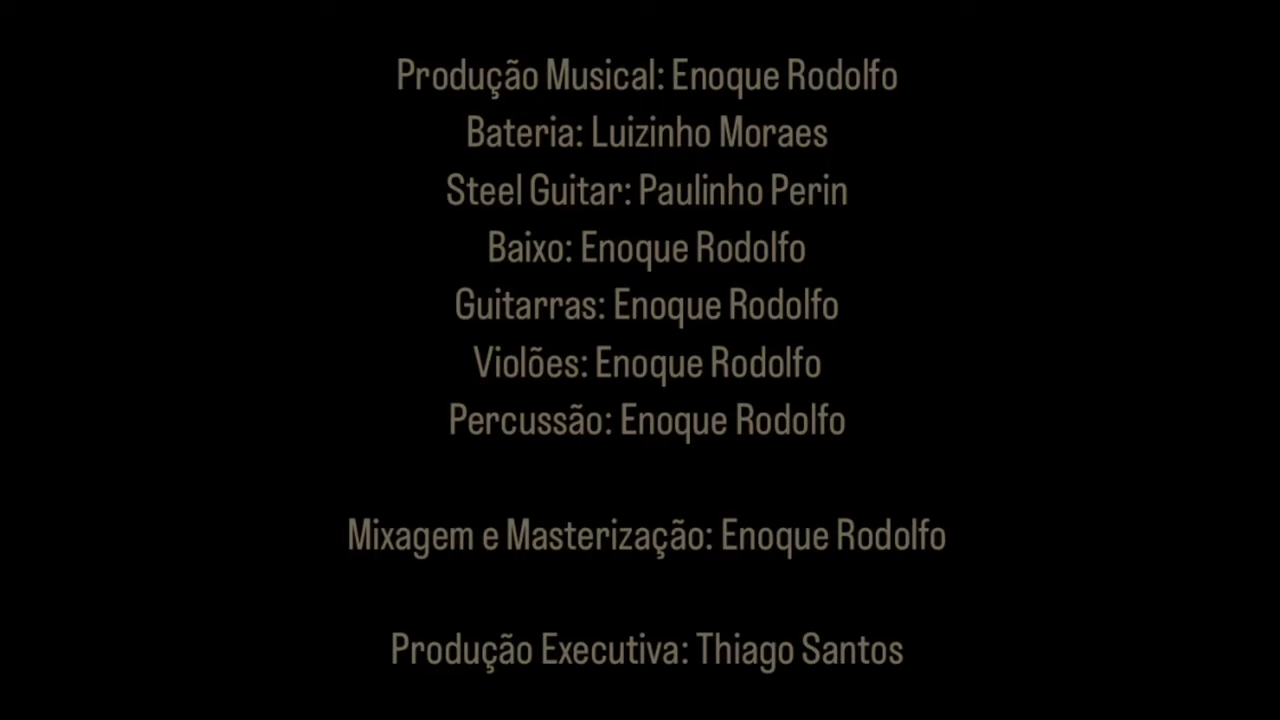 Produção Musical: Enoque Rodolfo
Bateria: Luizinho Moraes
Steel Guitar: Paulinho Perin
Baixo: Enoque Rodolfo
Guitarras: Enoque Rodolfo
Violões: Enoque Rodolfo
Percussão: Enoque Rodolfo
Mixagem e Masterização: Enoque Rodolfo
Produção Executiva: Thiago Santos